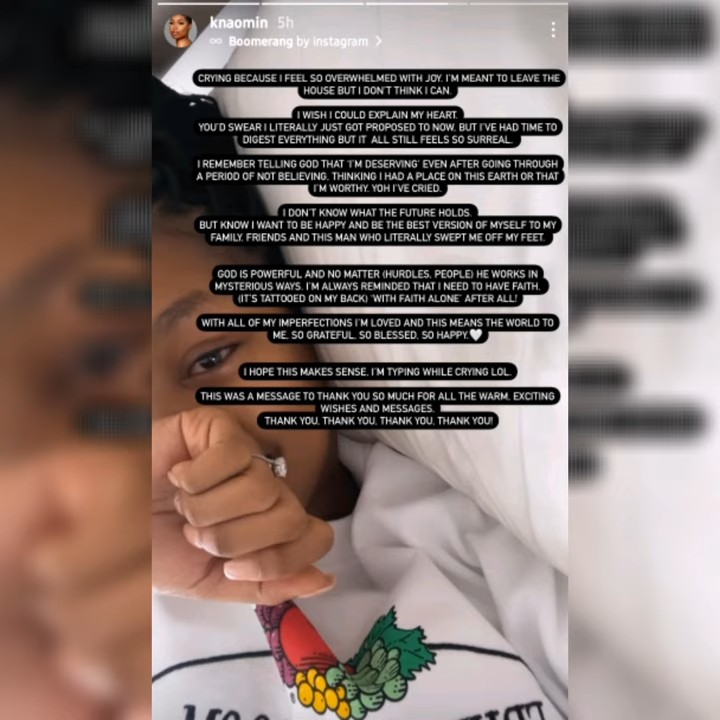 knaomin 5h
Boomerang by instagram >
CRYING BECAUSE I FEEL SO OVERWHELMED WITH JOY. I'M MEANT TO LEAVE THE
HOUSE BUT I DON'T THINK I CAN.
I WISH I COULD EXPLAIN MY HEART.
YOU'D SWEAR I LITERALLY JUST GOT PROPOSED TO NOW, BUT I'VE HAD TIME TO
DIGEST EVERYTHING BUT IT ALL STILL FEELS SO SURREAL.
I REMEMBER TELLING GOD THAT 'I'M DESERVING' EVEN AFTER GOING THROUGH
A PERIOD OF NOT BELIEVING, THINKING I HAD A PLACE ON THIS EARTH OR THAT
I'M WORTHY. YOH I'VE CRIED.
I DON'T KNOW WHAT THE FUTURE HOLDS.
BUT KNOW I WANT TO BE HAPPY AND BE THE BEST VERSION OF MYSELF TO MY
FAMILY, FRIENDS AND THIS MAN WHO LITERALLY SWEPT ME OFF MY FEET.
GOD IS POWERFUL AND NO MATTER (HURDLES, PEOPLE) HE WORKS IN
MYSTERIOUS WAYS. I'M ALWAYS REMINDED THAT I NEED TO HAVE FAITH.
(IT'S TATTOOED ON MY BACK) 'WITH FAITH ALONE' AFTER ALL!
WITH ALL OF MY IMPERFECTIONS I'M LOVED AND THIS MEANS THE WORLD TO
ME. SO GRATEFUL. SO BLESSED. SO HAPPY.🤍
I HOPE THIS MAKES SENSE, I'M TYPING WHILE CRYING LOL.
THIS WAS A MESSAGE TO THANK YOU SO MUCH FOR ALL THE WARM, EXCITING
WISHES AND MESSAGES.
THANK YOU, THANK YOU, THANK YOU, THANK YOU!